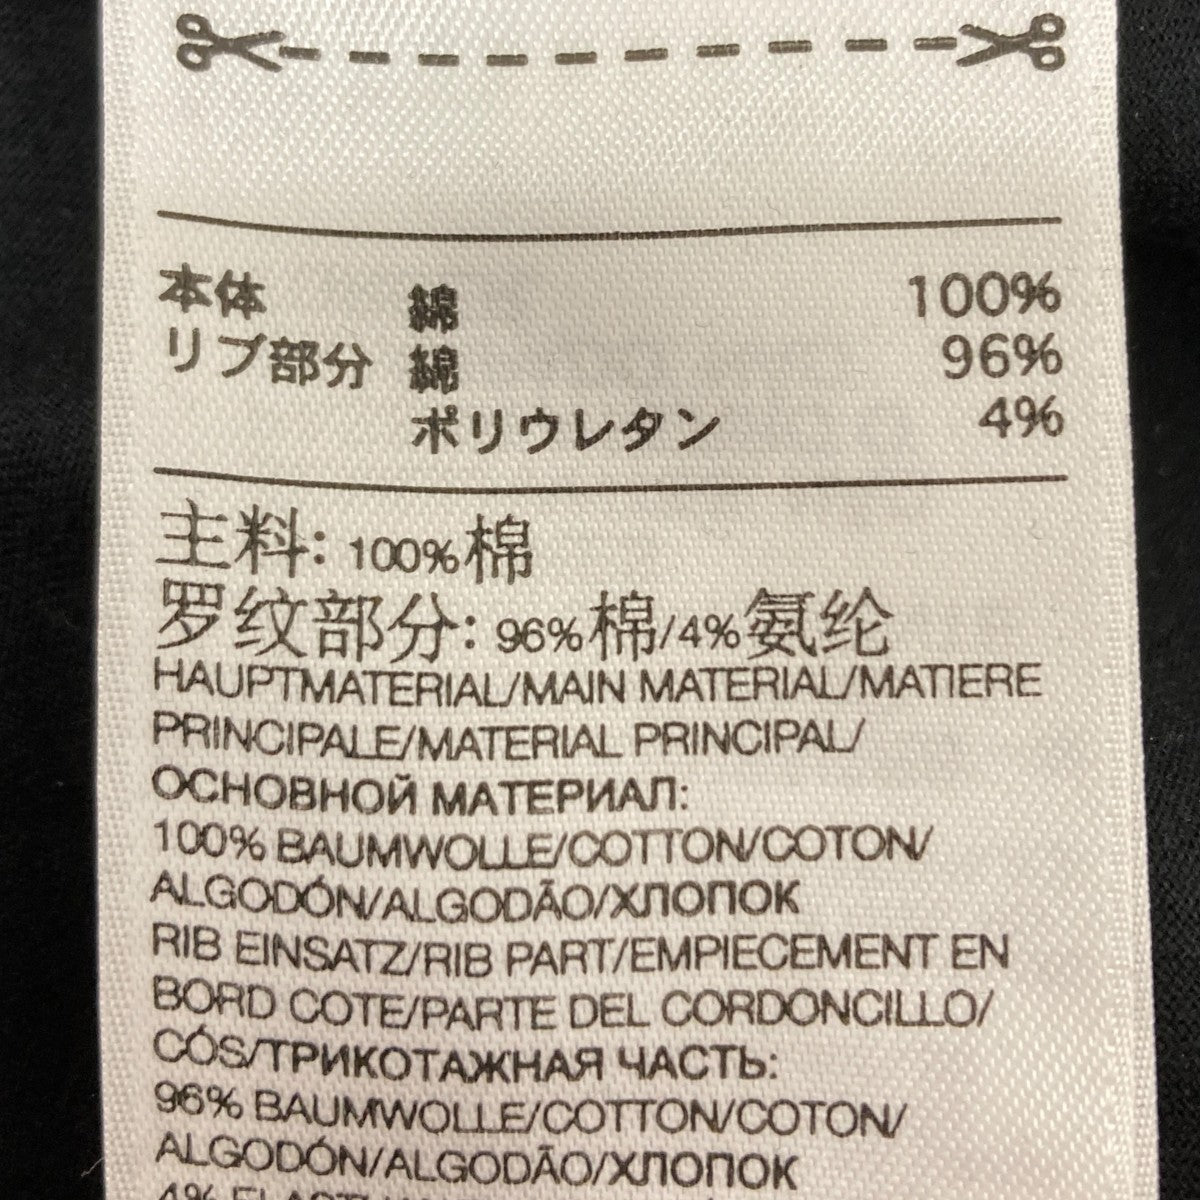 本体 綿 100%
リブ部分 綿 96%
ポリウレタン 4%
主料: 100%棉
罗纹部分: 96%棉/4%氨纶
HAUPTMATERIAL/MAIN MATERIAL/MATIERE
PRINCIPALE/MATERIAL PRINCIPAL/
ОСНОВНОЙ МАТЕРИАЛ:
100% BAUMWOLLE/COTTON/COTON/
ALGODÓN/ALGODÃO/ХЛОПОК
RIB EINSATZ/RIB PART/EMPIECEMENT EN
BORD COTE/PARTE DEL CORDONCILLO/
CÓS/ТРИКОТАЖНАЯ ЧАСТЬ:
96% BAUMWOLLE/COTTON/COTON/
ALGODÓN/ALGODÃO/ХЛОПОК
4%